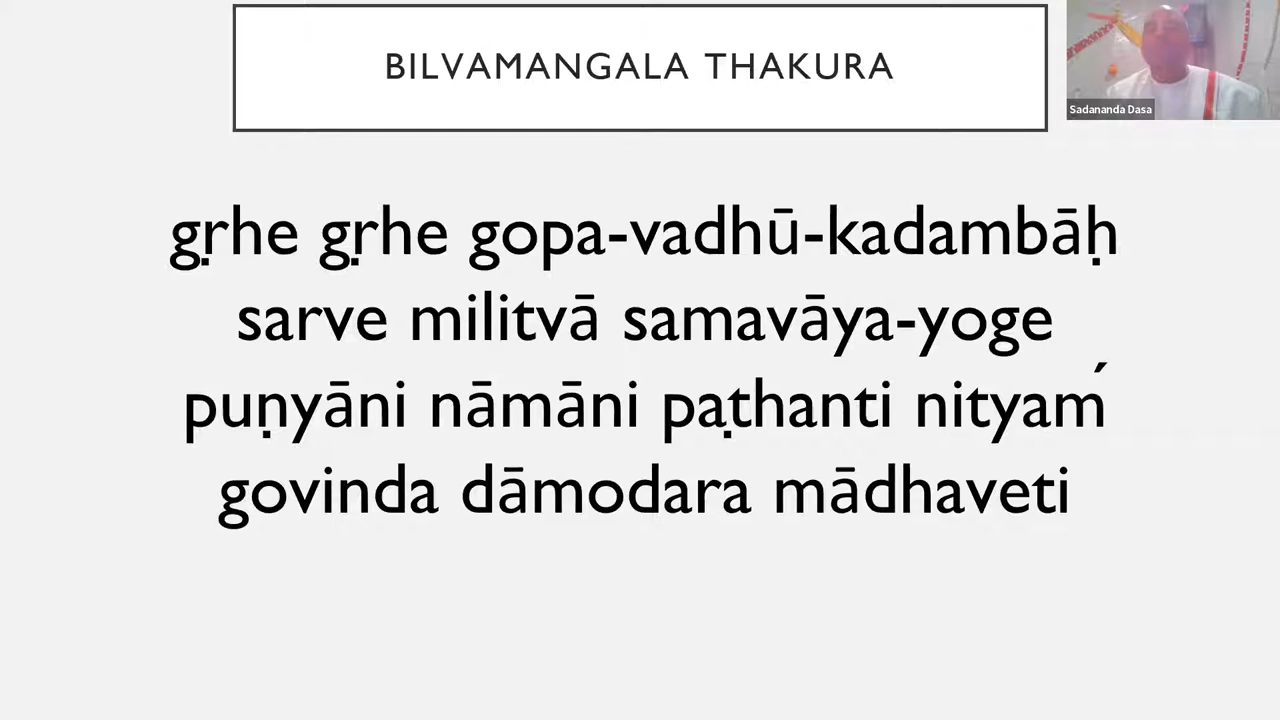 BILVAMANGALA THAKURA
Sadananda Dasa
gṛhe gṛhe gopa-vadhū-kadambāḥ
sarve militvā samavāya-yoge
puṇyāni nāmāni paṭhanti nityaḿ
govinda dāmodara mādhaveti